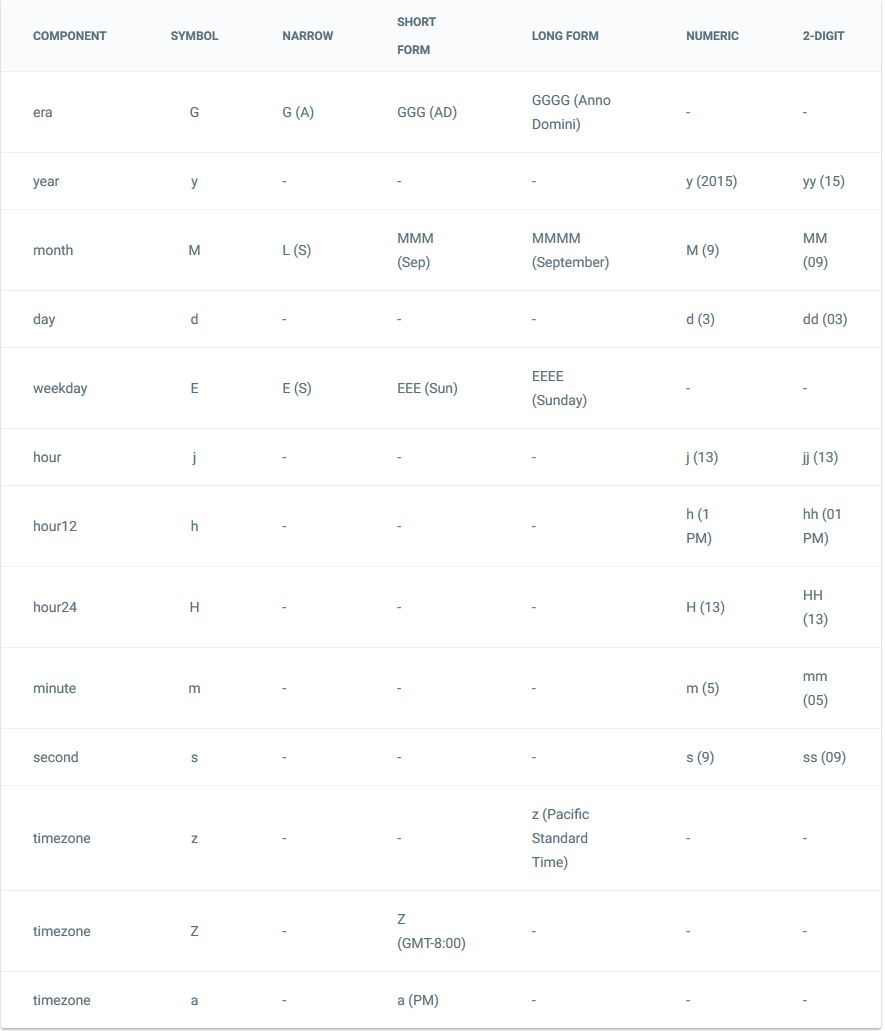 COMPONENT SYMBOL NARROW SHORT FORM LONG FORM NUMERIC 2-DIGIT
era G G (A) GGG (AD) GGGG (Anno Domini) - -
year y - - - y (2015) yy (15)
month M L (S) MMM (Sep) MMMM (September) M (9) MM (09)
day d - - - d (3) dd (03)
weekday E E (S) EEE (Sun) EEEE (Sunday) - -
hour j - - - j (13) jj (13)
hour12 h - - - h (1 PM) hh (01 PM)
hour24 H - - - H (13) HH (13)
minute m - - - m (5) mm (05)
second s - - - s (9) ss (09)
timezone z - - z (Pacific Standard Time) - -
timezone Z - Z (GMT-8:00) - - -
timezone a - a (PM) - - -